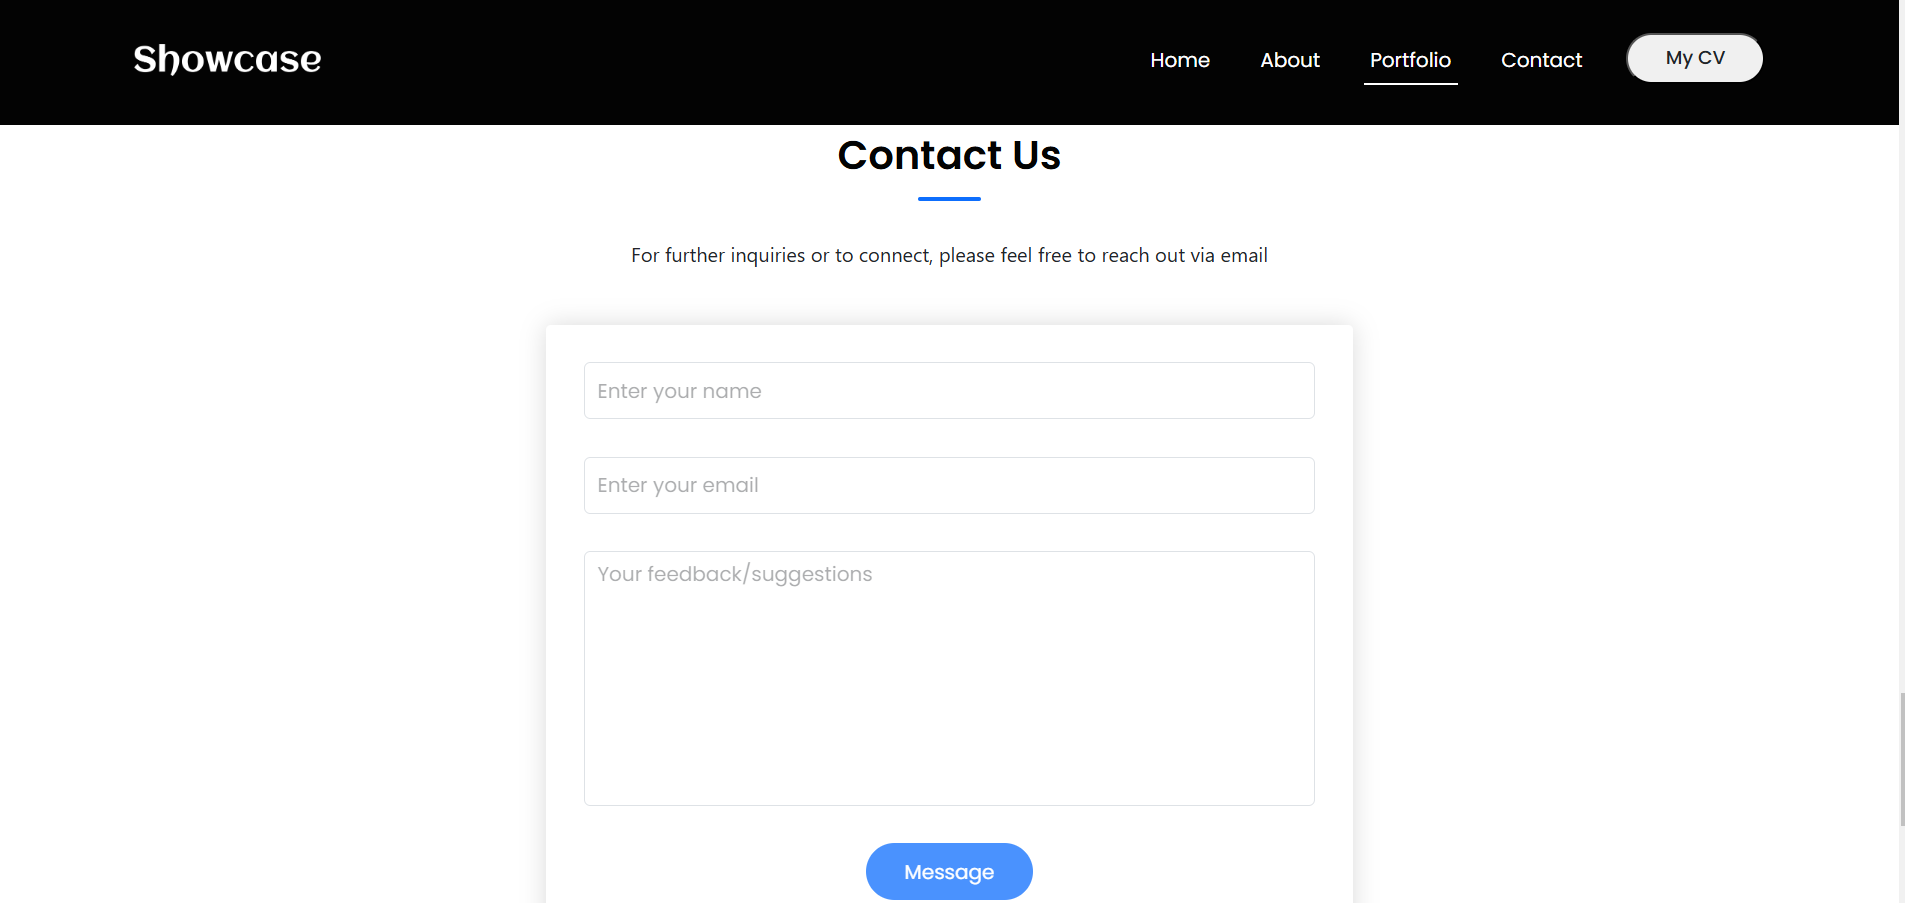 Showcase
Home About Portfolio Contact My CV
Contact Us
For further inquiries or to connect, please feel free to reach out via email
Enter your name
Enter your email
Your feedback/suggestions
Message